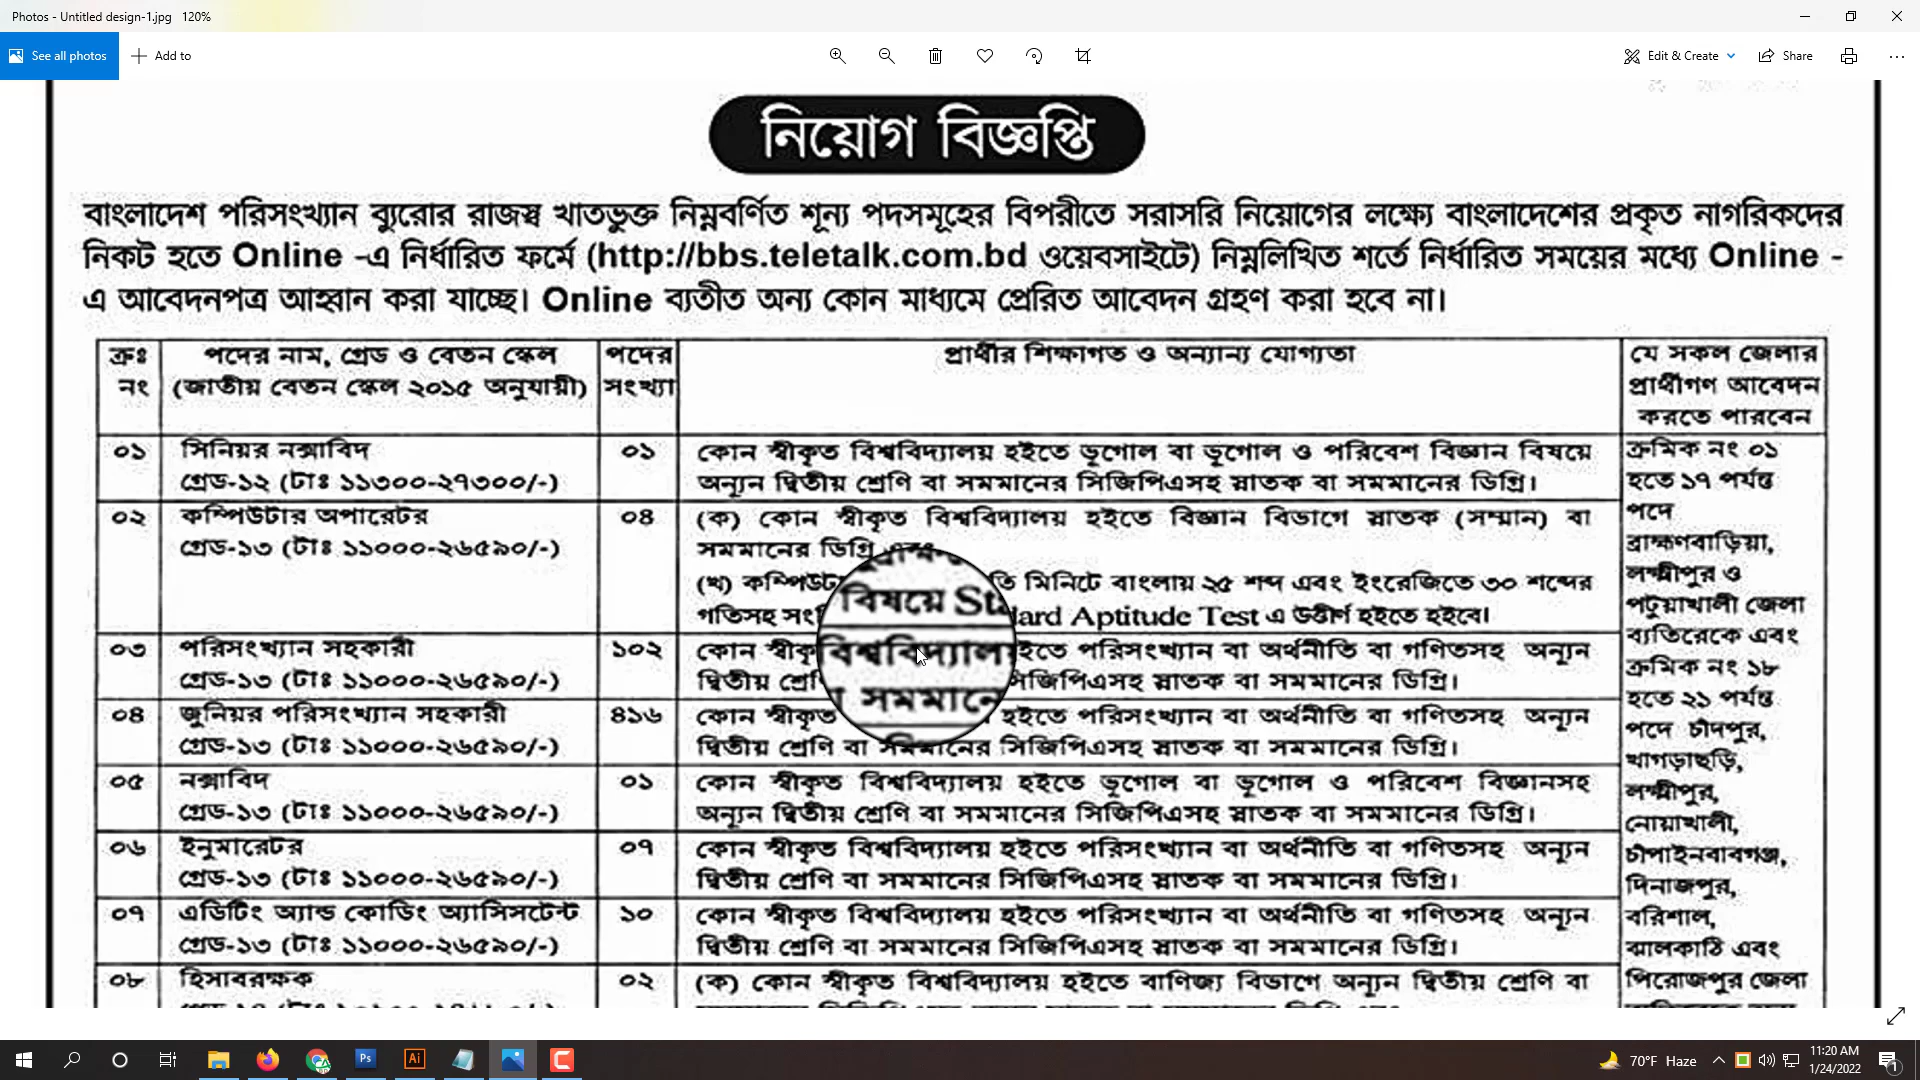 Photos - Untitled design-1.jpg 120%
See all photos
Add to
Edit & Create
Share
নিয়োগ বিজ্ঞপ্তি
বাংলাদেশ পরিসংখ্যান ব্যুরোর রাজস্ব খাতভুক্ত নিম্নবর্ণিত শূন্য পদসমূহের বিপরীতে সরাসরি নিয়োগের লক্ষ্যে বাংলাদেশের প্রকৃত নাগরিকদের
নিকট হতে Online -এ নির্ধারিত ফর্মে (http://bbs.teletalk.com.bd ওয়েবসাইটে) নিম্নলিখিত শর্তে নির্ধারিত সময়ের মধ্যে Online -
এ আবেদনপত্র আহ্বান করা যাচ্ছে। Online ব্যতীত অন্য কোন মাধ্যমে প্রেরিত আবেদন গ্রহণ করা হবে না।
ক্রঃ
নং
পদের নাম, গ্রেড ও বেতন স্কেল
(জাতীয় বেতন স্কেল ২০১৫ অনুযায়ী)
পদের
সংখ্যা
প্রার্থীর শিক্ষাগত ও অন্যান্য যোগ্যতা
যে সকল জেলার
প্রার্থীগণ আবেদন
করতে পারবেন
০১
সিনিয়র নক্সাবিদ
গ্রেড-১২ (টাঃ ১১৩০০-২৭৩০০/-)
০১
কোন স্বীকৃত বিশ্ববিদ্যালয় হইতে ভূগোল বা ভূগোল ও পরিবেশ বিজ্ঞান বিষয়ে
অন্যূন দ্বিতীয় শ্রেণি বা সমমানের সিজিপিএসহ স্নাতক বা সমমানের ডিগ্রি।
০২
কম্পিউটার অপারেটর
গ্রেড-১৩ (টাঃ ১১০০০-২৬৫৯০/-)
০৪
(ক) কোন স্বীকৃত বিশ্ববিদ্যালয় হইতে বিজ্ঞান বিভাগে স্নাতক (সম্মান) বা
সমমানের ডিগ্রি
(খ) কম্পিউট তি মিনিটে বাংলায় ২৫ শব্দ এবং ইংরেজিতে ৩০ শব্দের
গতিসহ সং বিষয়ে Sta dard Aptitude Test এ উত্তীর্ণ হইতে হইবে।
০৩
পরিসংখ্যান সহকারী
গ্রেড-১৩ (টাঃ ১১০০০-২৬৫৯০/-)
১০২
কোন স্বীকৃ বিশ্ববিদ্যাল হইতে পরিসংখ্যান বা অর্থনীতি বা গণিতসহ অন্যূন
দ্বিতীয় শ্রেণি সমমানে সিজিপিএসহ স্নাতক বা সমমানের ডিগ্রি।
০৪
জুনিয়র পরিসংখ্যান সহকারী
গ্রেড-১৩ (টাঃ ১১০০০-২৬৫৯০/-)
৪১৬
কোন স্বীকৃত হইতে পরিসংখ্যান বা অর্থনীতি বা গণিতসহ অন্যূন
দ্বিতীয় শ্রেণি বা সমমানের সিজিপিএসহ স্নাতক বা সমমানের ডিগ্রি।
০৫
নক্সাবিদ
গ্রেড-১৩ (টাঃ ১১০০০-২৬৫৯০/-)
০১
কোন স্বীকৃত বিশ্ববিদ্যালয় হইতে ভূগোল বা ভূগোল ও পরিবেশ বিজ্ঞানসহ
অন্যূন দ্বিতীয় শ্রেণি বা সমমানের সিজিপিএসহ স্নাতক বা সমমানের ডিগ্রি।
০৬
ইনুমারেটর
গ্রেড-১৩ (টাঃ ১১০০০-২৬৫৯০/-)
০৭
কোন স্বীকৃত বিশ্ববিদ্যালয় হইতে পরিসংখ্যান বা অর্থনীতি বা গণিতসহ অন্যূন
দ্বিতীয় শ্রেণি বা সমমানের সিজিপিএসহ স্নাতক বা সমমানের ডিগ্রি।
০৭
এডিটিং অ্যান্ড কোডিং অ্যাসিসটেন্ট
গ্রেড-১৩ (টাঃ ১১০০০-২৬৫৯০/-)
১০
কোন স্বীকৃত বিশ্ববিদ্যালয় হইতে পরিসংখ্যান বা অর্থনীতি বা গণিতসহ অন্যূন
দ্বিতীয় শ্রেণি বা সমমানের সিজিপিএসহ স্নাতক বা সমমানের ডিগ্রি।
০৮
হিসাবরক্ষক
০২
(ক) কোন স্বীকৃত বিশ্ববিদ্যালয় হইতে বাণিজ্য বিভাগে অন্যূন দ্বিতীয় শ্রেণি বা
ক্রমিক নং ০১
হতে ১৭ পর্যন্ত
পদে
ব্রাহ্মণবাড়িয়া,
লক্ষ্মীপুর ও
পটুয়াখালী জেলা
ব্যতিরেকে এবং
ক্রমিক নং ১৮
হতে ২১ পর্যন্ত
পদে চাঁদপুর,
খাগড়াছড়ি,
লক্ষ্মীপুর,
নোয়াখালী,
চাঁপাইনবাবগঞ্জ,
দিনাজপুর,
বরিশাল,
ঝালকাঠি এবং
পিরোজপুর জেলা
70°F Haze
11:20 AM
1/24/2022